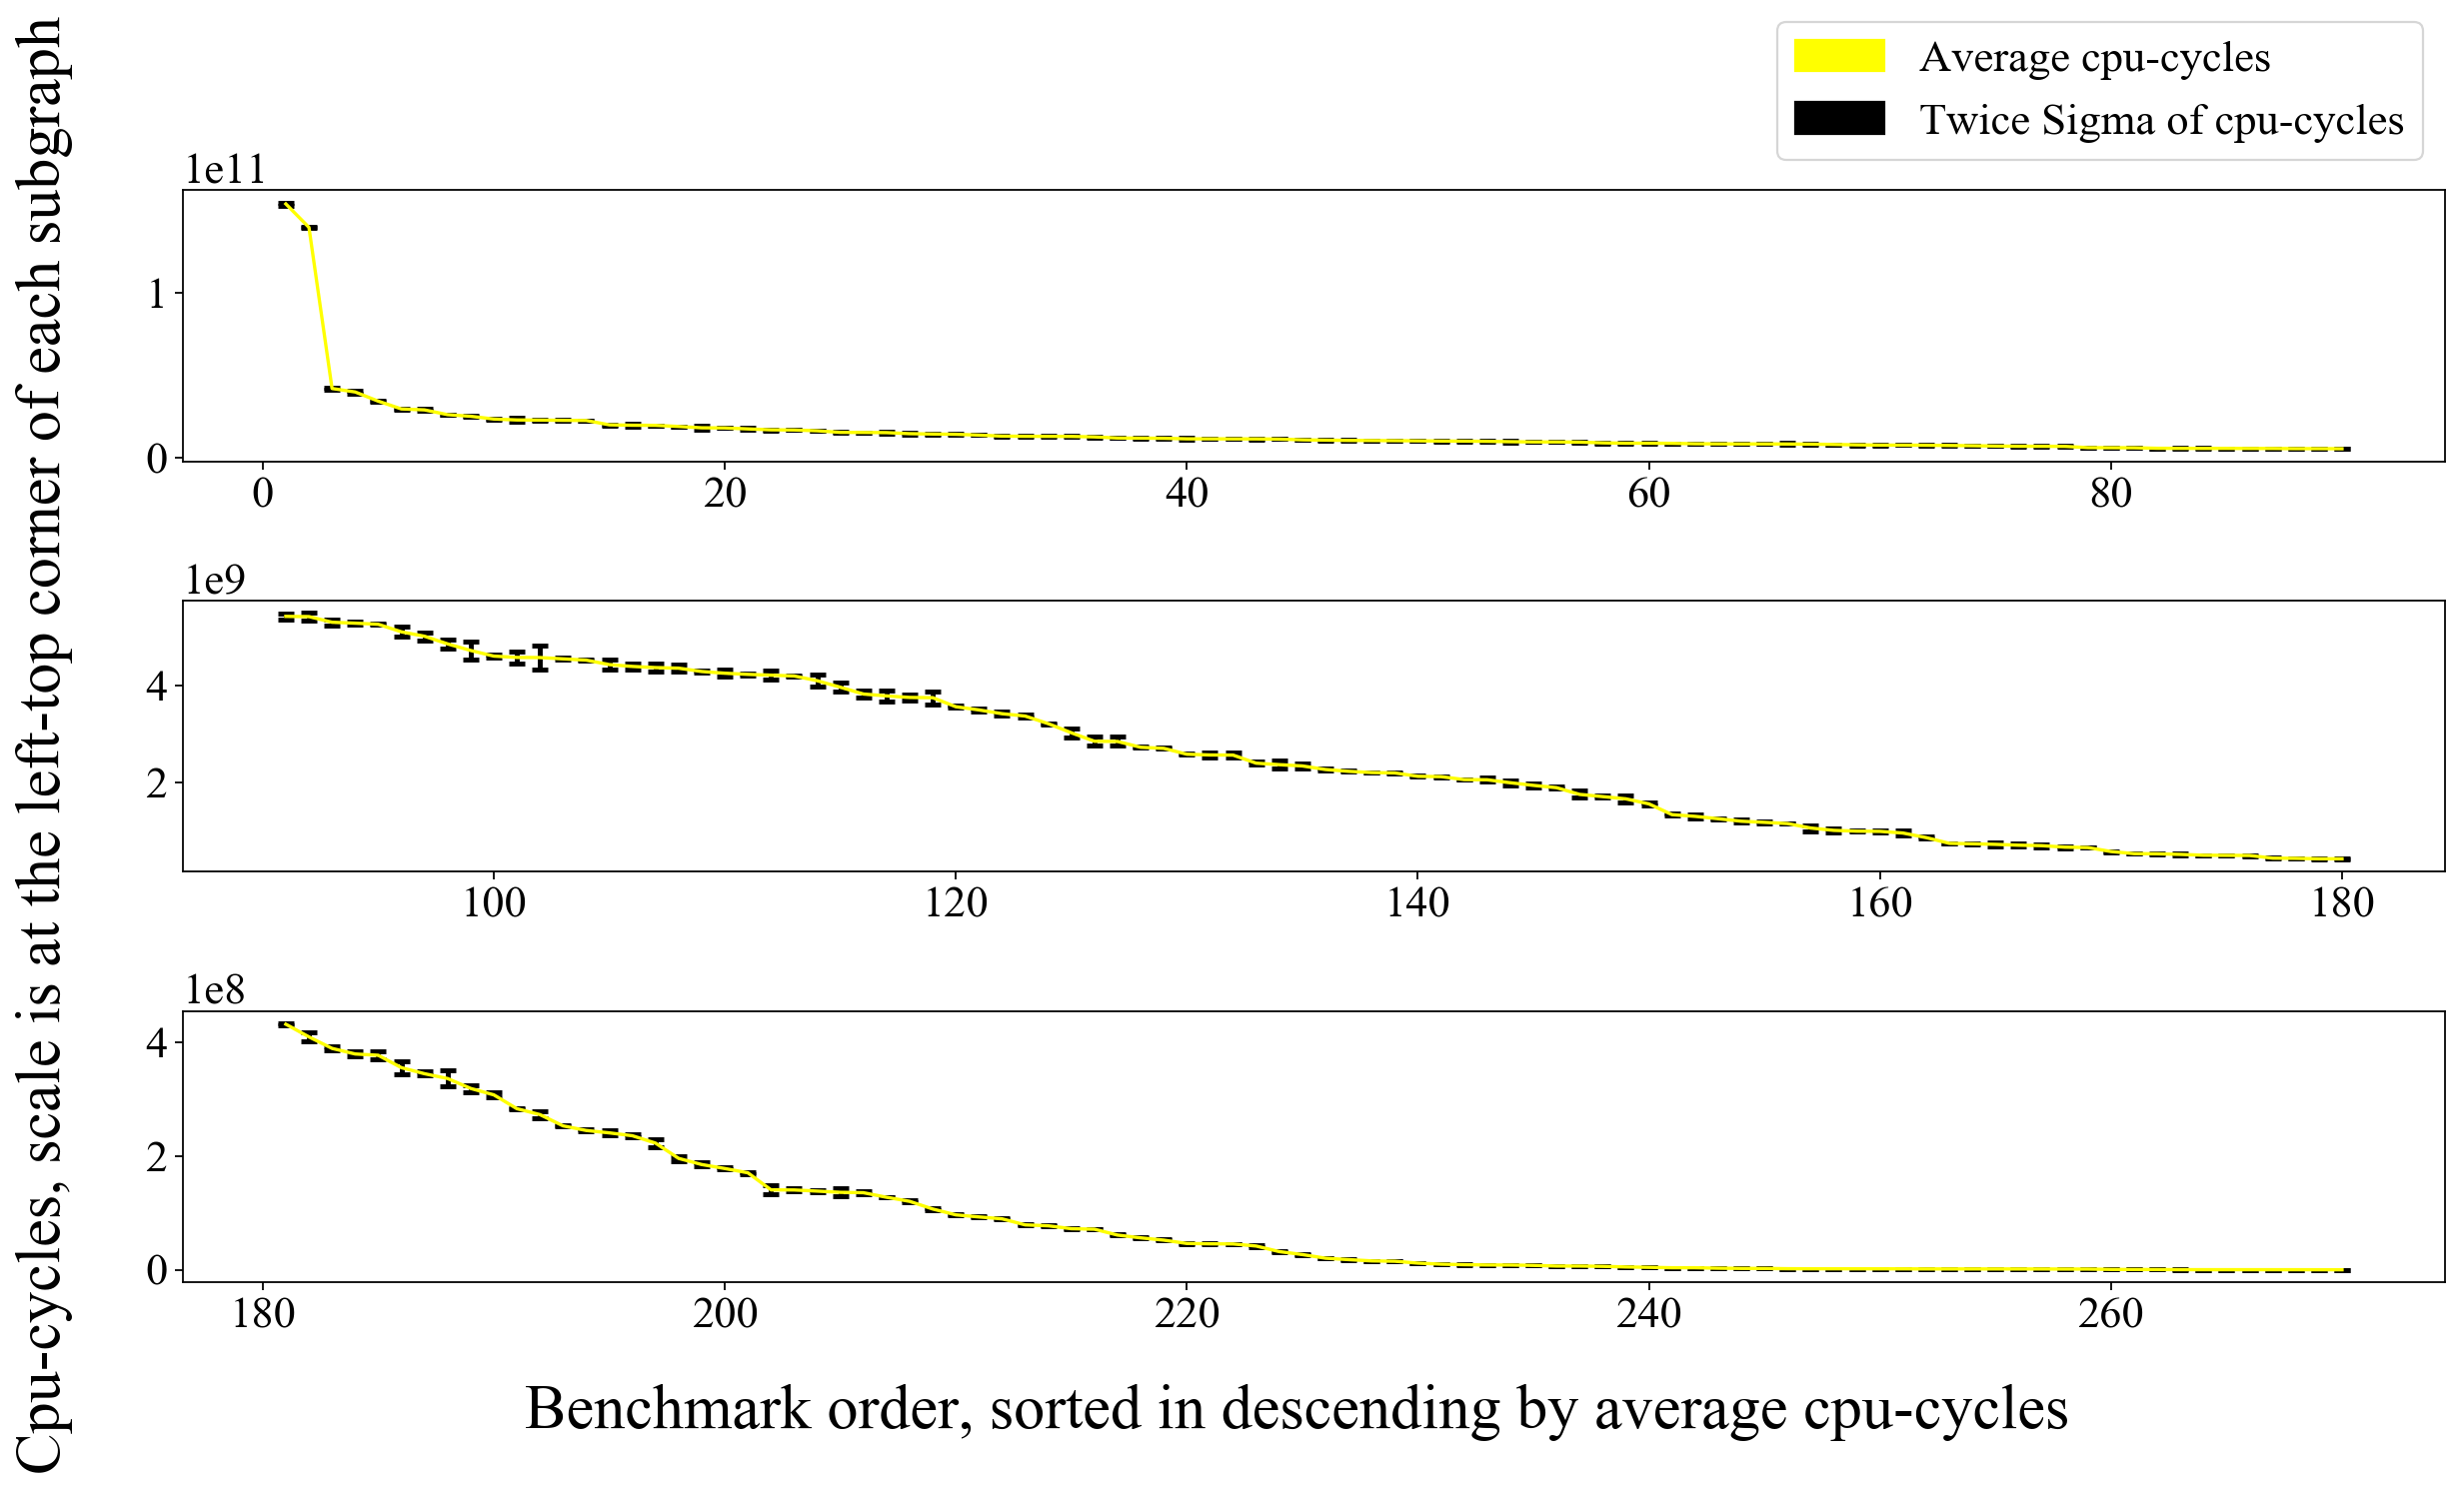 Cpu-cycles, scale is at the left-top corner of each subgraph
Average cpu-cycles
Twice Sigma of cpu-cycles
1e11
1
0
0 20 40 60 80
1e9
4
2
100 120 140 160 180
1e8
4
2
0
180 200 220 240 260
Benchmark order, sorted in descending by average cpu-cycles